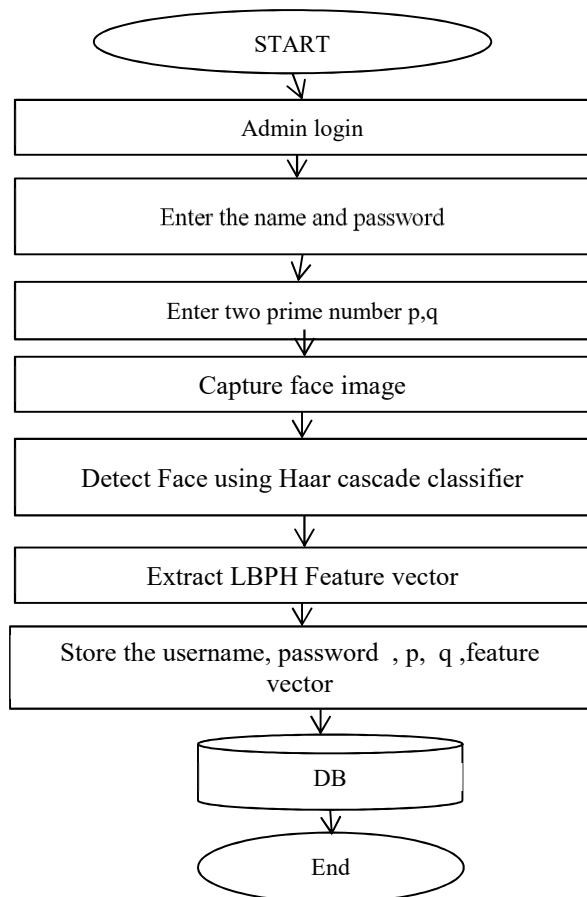 START
Admin login
Enter the name and password
Enter two prime number p,q
Capture face image
Detect Face using Haar cascade classifier
Extract LBPH Feature vector
Store the username, password , p, q ,feature
vector
DB
End